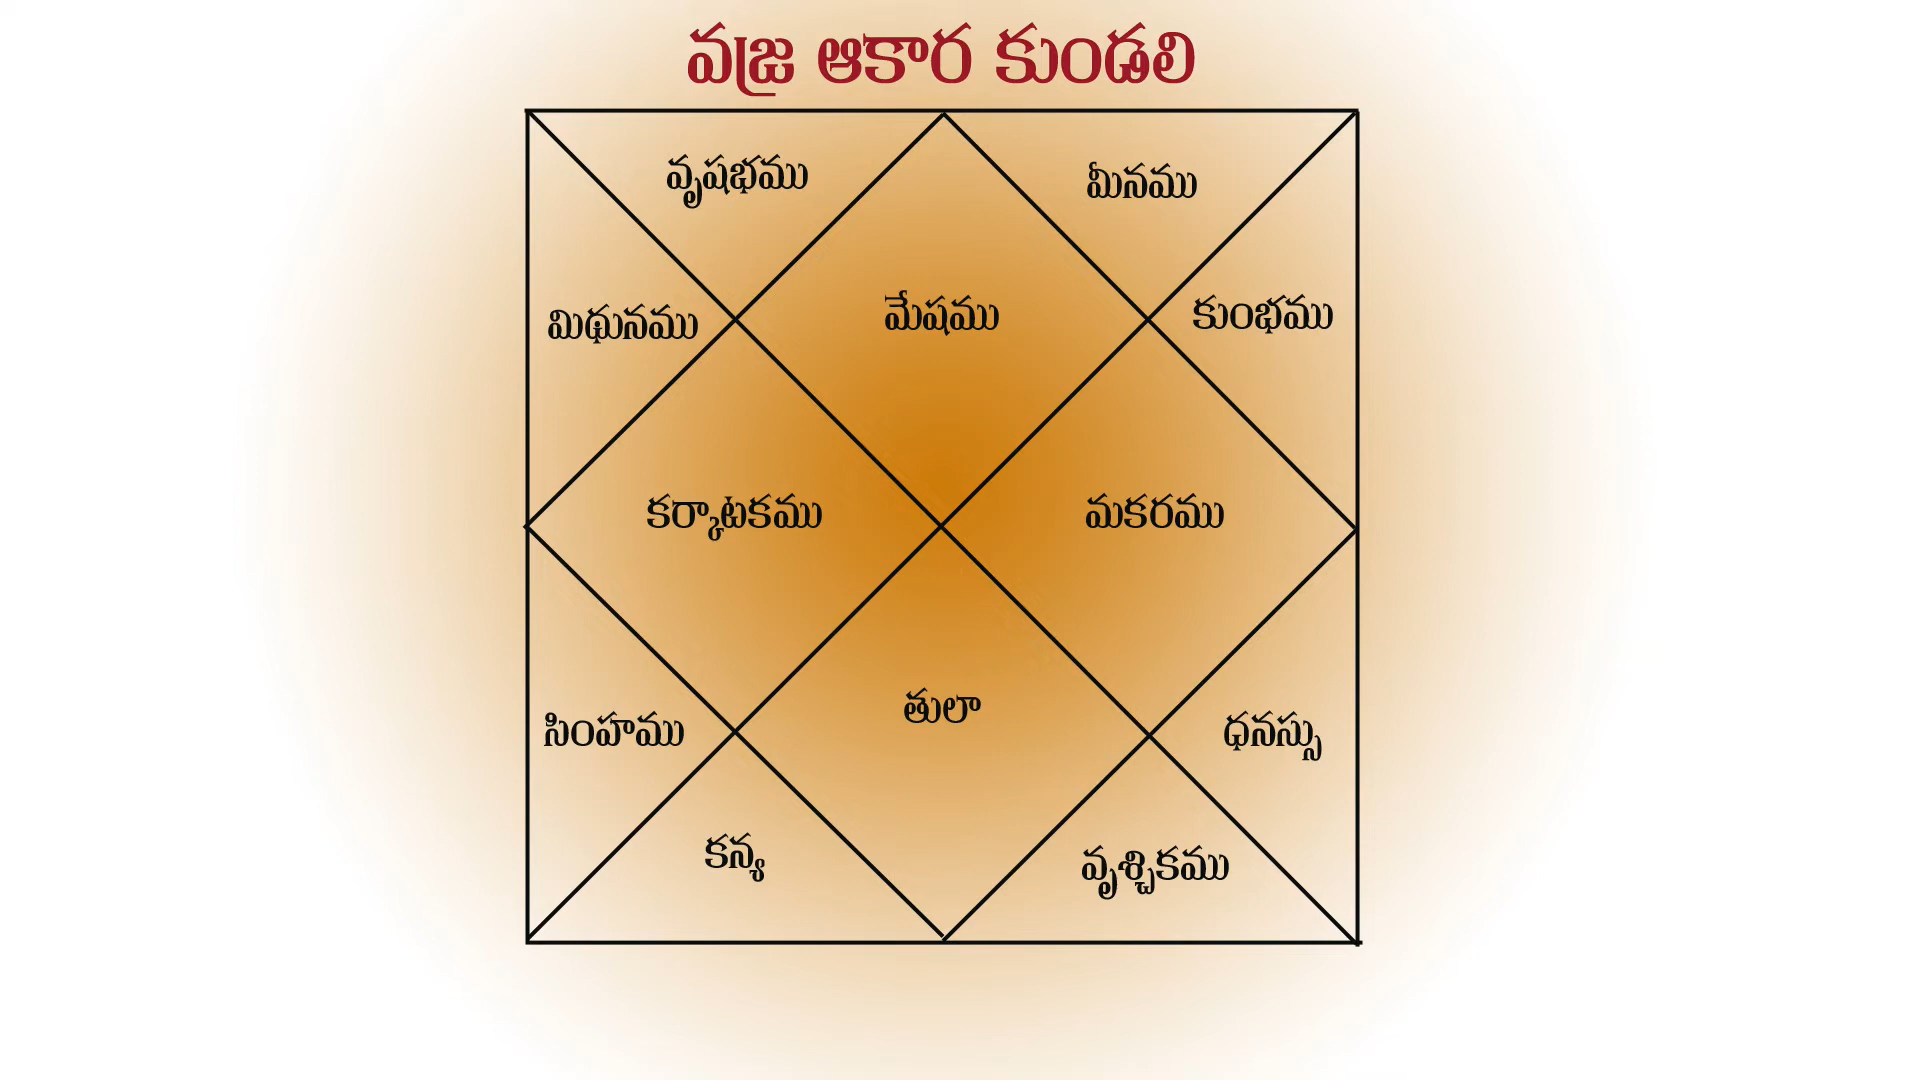 వజ్ర ఆకార కుండలి
వృషభము
మీనము
మిథునము
మేషము
కుంభము
కర్కాటకము
మకరము
సింహము
తులా
ధనస్సు
కన్య
వృశ్చికము